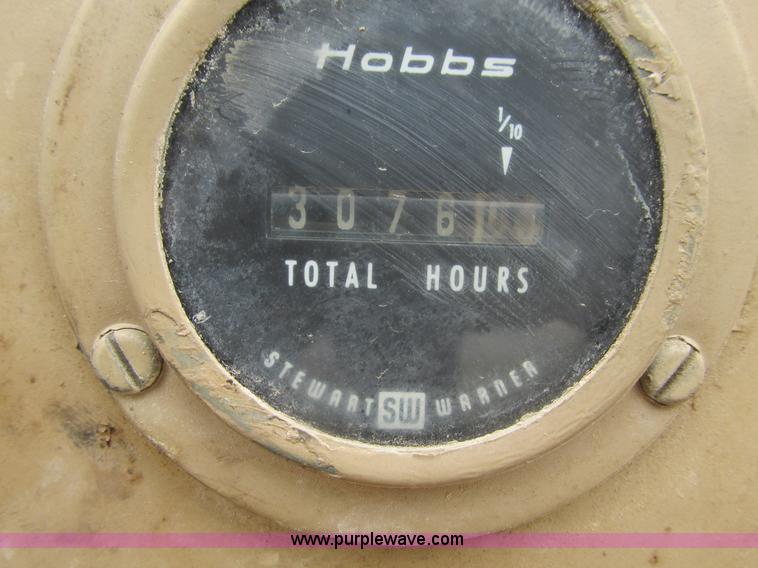 Hobbs
1/10
3076
TOTAL HOURS
STEWART SW WARNER
www.purplewave.com